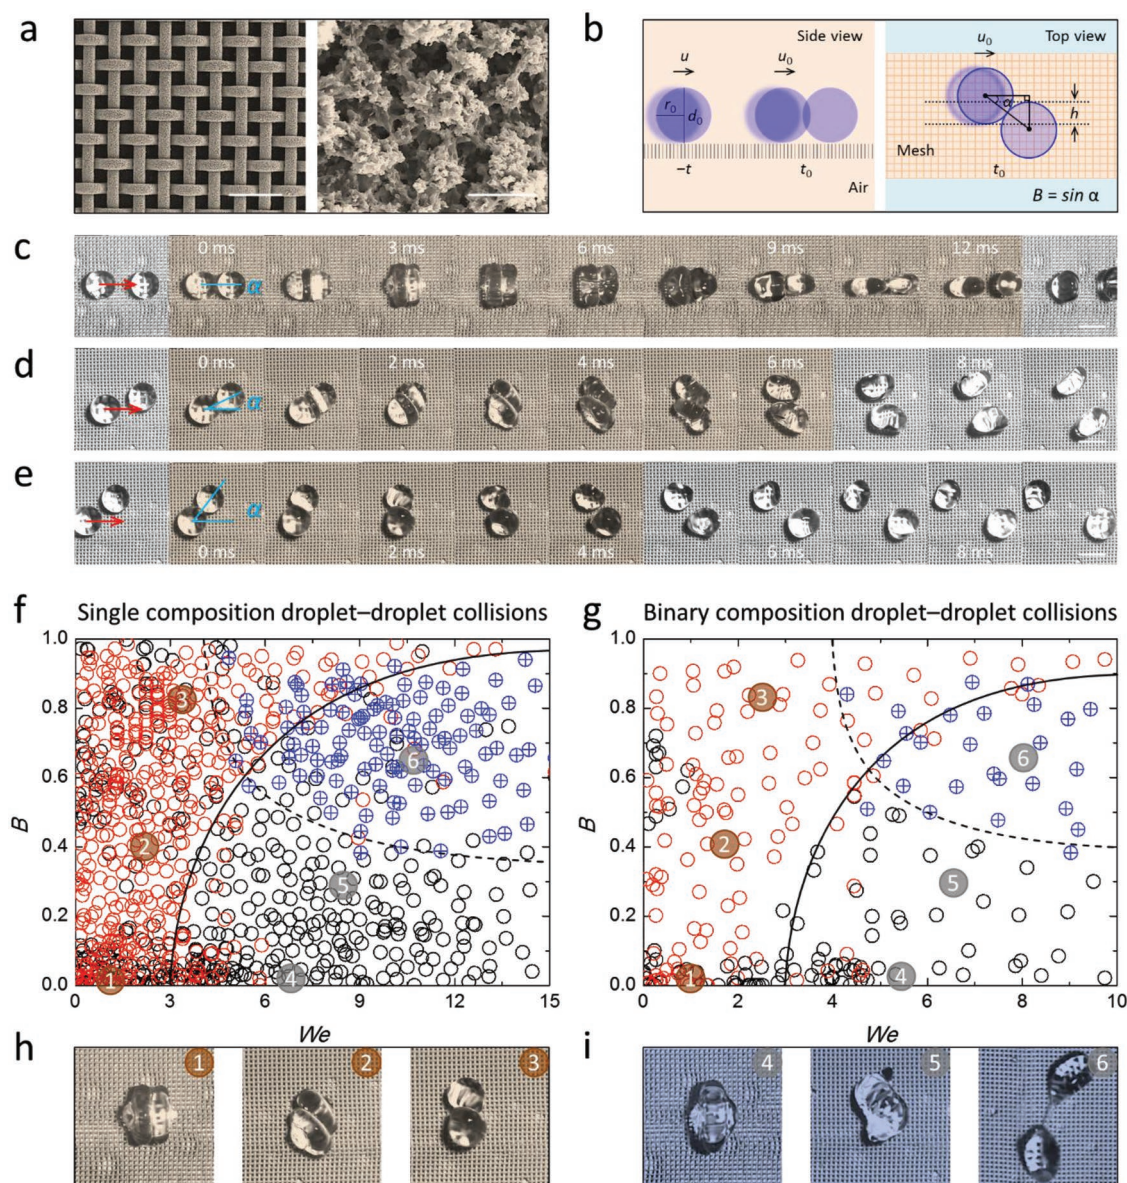 a
b
Side view
u
u0
r0
d0
−t
t0
Air
Top view
u0
α
h
Mesh
t0
B = sin α
c
0 ms
3 ms
6 ms
9 ms
12 ms
α
d
0 ms
2 ms
4 ms
6 ms
8 ms
α
e
α
0 ms
2 ms
4 ms
6 ms
8 ms
f
Single composition droplet–droplet collisions
1.0
0.8
0.6
0.4
0.2
0.0
B
1
2
3
4
5
6
0
3
6
9
12
15
We
g
Binary composition droplet–droplet collisions
1.0
0.8
0.6
0.4
0.2
0.0
B
1
2
3
4
5
6
0
2
4
6
8
10
We
h
1
2
3
i
4
5
6